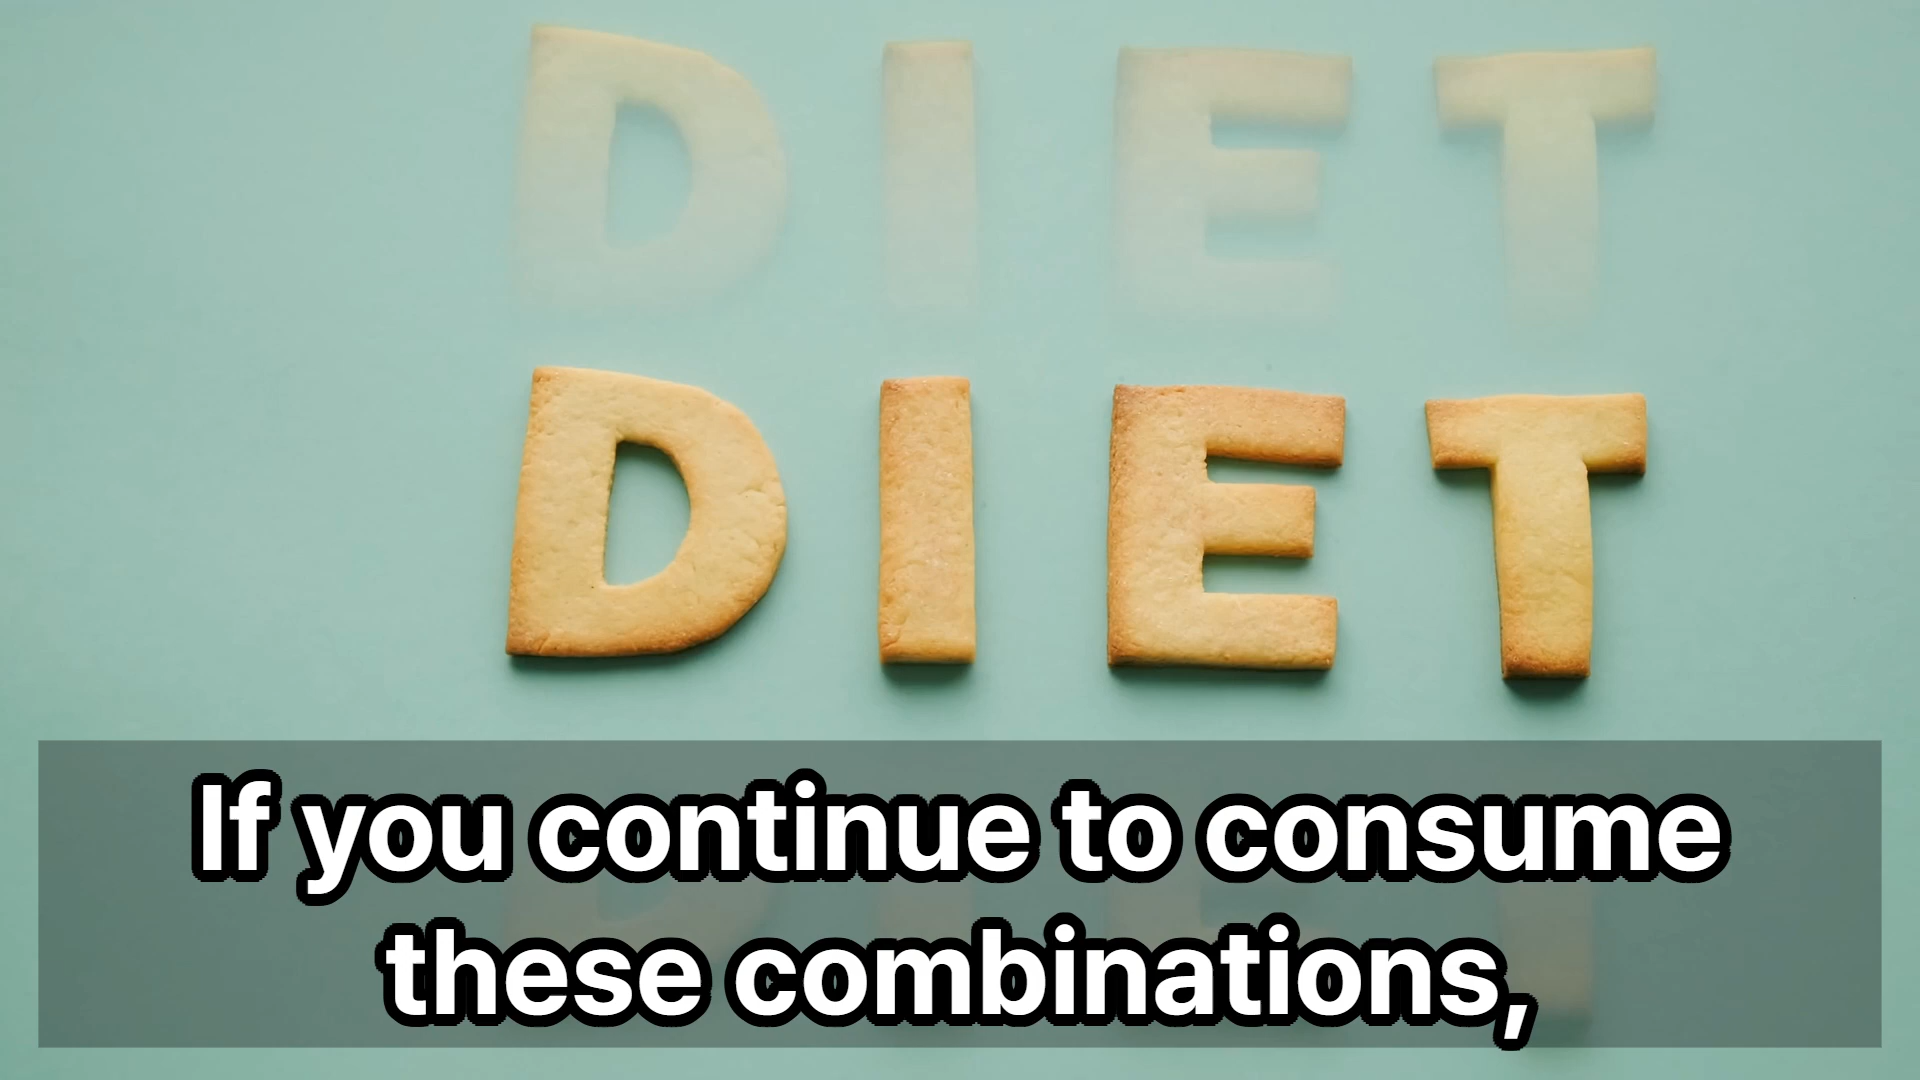 DIET
DIET
If you continue to consume
these combinations,